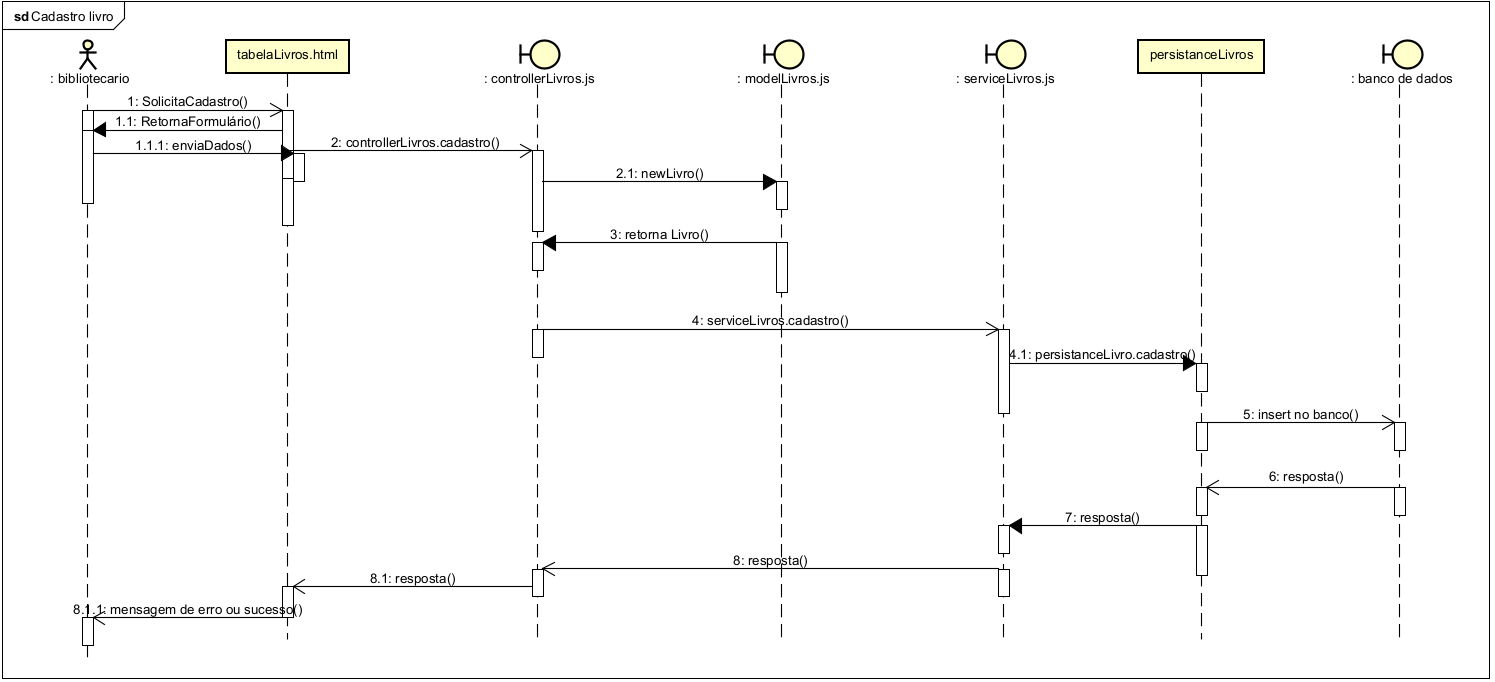 sd Cadastro livro
: bibliotecario
tabelaLivros.html
: controllerLivros.js
: modelLivros.js
: serviceLivros.js
persistanceLivros
: banco de dados
1: SolicitaCadastro()
1.1: RetornaFormulário()
1.1.1: enviaDados()
2: controllerLivros.cadastro()
2.1: newLivro()
3: retorna Livro()
4: serviceLivros.cadastro()
4.1: persistanceLivro.cadastro()
5: insert no banco()
6: resposta()
7: resposta()
8: resposta()
8.1: resposta()
8.1.1: mensagem de erro ou sucesso()